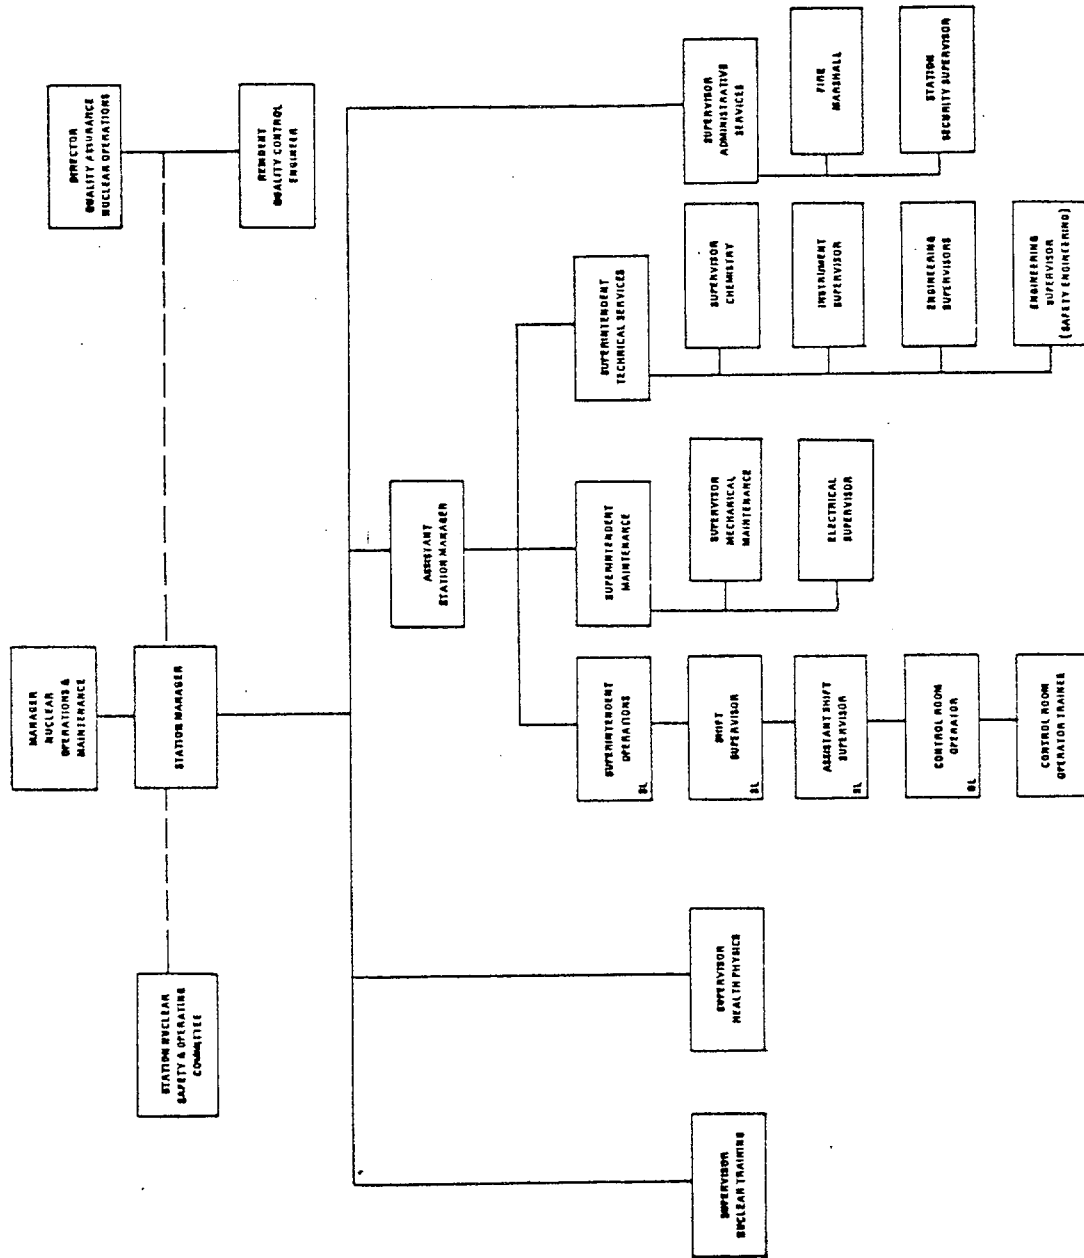 MANAGER
NUCLEAR
OPERATIONS &
MAINTENANCE
STATION NUCLEAR
SAFETY & OPERATING
COMMITTEE
STATION MANAGER
DIRECTOR
QUALITY ASSURANCE
NUCLEAR OPERATIONS
RESIDENT
QUALITY CONTROL
ENGINEER
ASSISTANT
STATION MANAGER
SUPERVISOR
NUCLEAR TRAINING
SUPERVISOR
HEALTH PHYSICS
SUPERINTENDENT
OPERATIONS
SL
SHIFT
SUPERVISOR
SL
ASSISTANT SHIFT
SUPERVISOR
SL
CONTROL ROOM
OPERATOR
OL
CONTROL ROOM
OPERATOR TRAINER
SUPERINTENDENT
MAINTENANCE
SUPERVISOR
MECHANICAL
MAINTENANCE
ELECTRICAL
SUPERVISOR
SUPERINTENDENT
TECHNICAL SERVICES
SUPERVISOR
CHEMISTRY
INSTRUMENT
SUPERVISOR
ENGINEERING
SUPERVISORS
ENGINEERING
SUPERVISOR
(SAFETY ENGINEERING)
SUPERVISOR
ADMINISTRATIVE
SERVICES
FIRE
MARSHALL
STATION
SECURITY SUPERVISOR